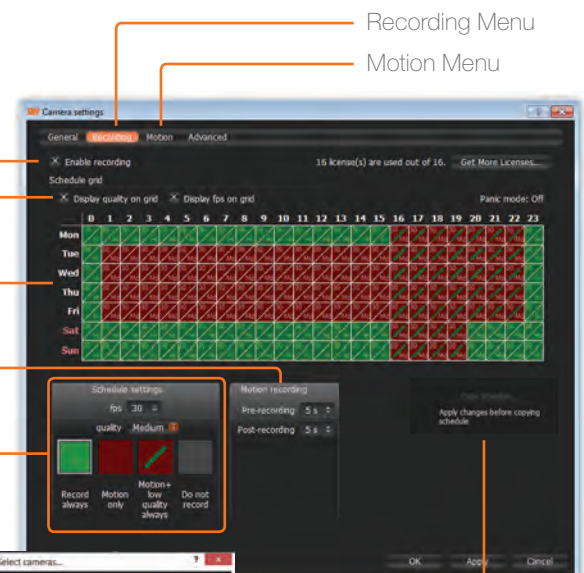 Recording Menu
Motion Menu
Camera settings
General Recording Motion Advanced
Enable recording
16 license(s) are used out of 16. Get More Licenses...
Schedule grid
Display quality on grid Display fps on grid Panic mode: Off
0 1 2 3 4 5 6 7 8 9 10 11 12 13 14 15 16 17 18 19 20 21 22 23
Mon
Tue
Wed
Thu
Fri
Sat
Sun
Schedule settings
fps 30
quality Medium
Record always
Motion only
Motion+ low quality always
Do not record
Motion recording
Pre-recording 5 s
Post-recording 5 s
Apply changes before copying
schedule
Select cameras...
OK Apply Cancel